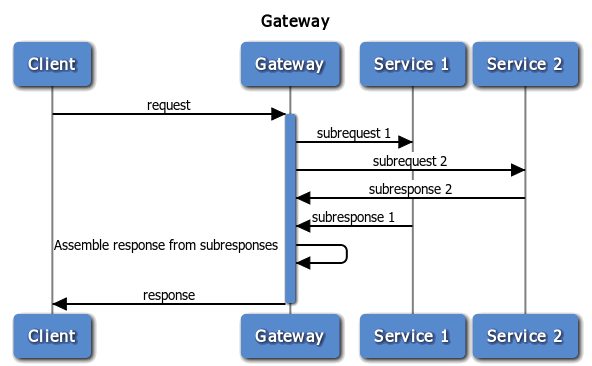 Gateway
Client Gateway Service 1 Service 2
request
subrequest 1
subrequest 2
subresponse 2
subresponse 1
Assemble response from subresponses
response
Client Gateway Service 1 Service 2